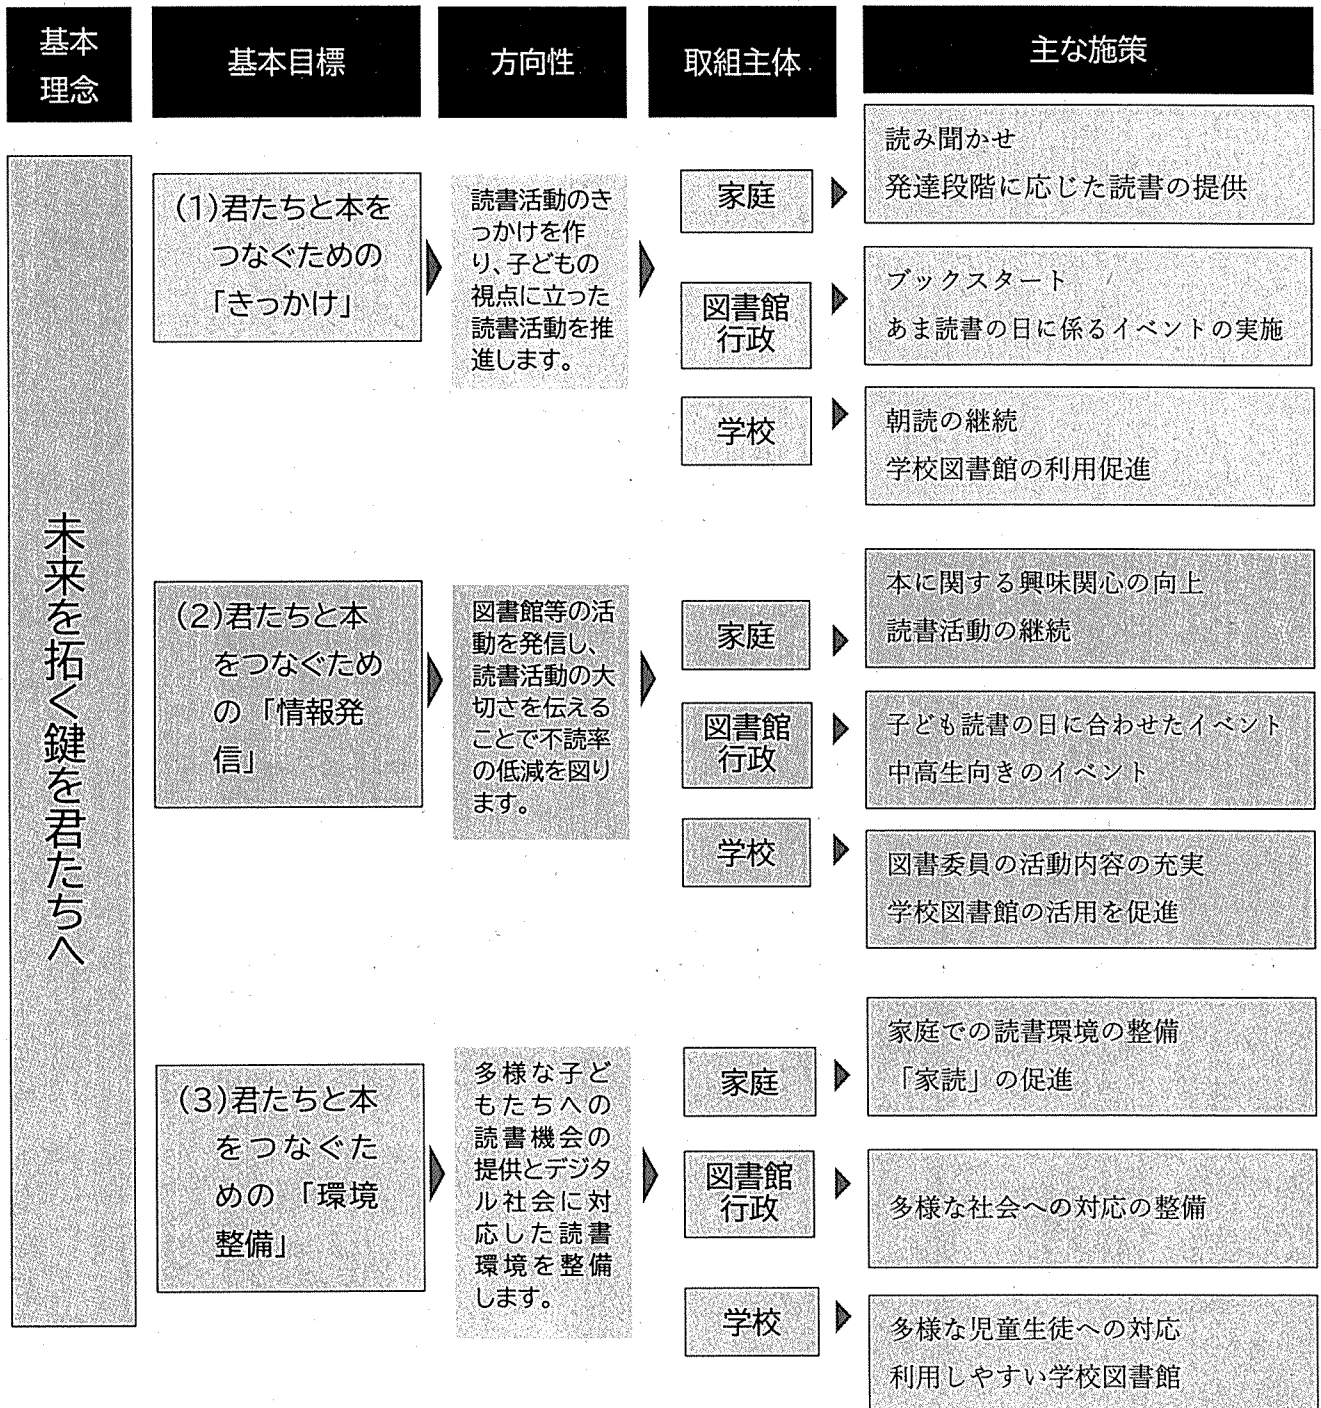 基本
理念
基本目標
方向性
取組主体
主な施策
未来を拓く鍵を君たちへ
(1)君たちと本を
つなぐための
「きっかけ」
読書活動のき
っかけを作
り、子どもの
視点に立った
読書活動を推
進します。
家庭
読み聞かせ
発達段階に応じた読書の提供
図書館
行政
ブックスタート
あま読書の日に係るイベントの実施
学校
朝読の継続
学校図書館の利用促進
(2)君たちと本
をつなぐため
の「情報発
信」
図書館等の活
動を発信し、
読書活動の大
切さを伝える
ことで不読率
の低減を図り
ます。
家庭
本に関する興味関心の向上
読書活動の継続
図書館
行政
子ども読書の日に合わせたイベント
中高生向きのイベント
学校
図書委員の活動内容の充実
学校図書館の活用を促進
(3)君たちと本
をつなぐた
めの「環境
整備」
多様な子ど
もたちへの
読書機会の
提供とデジタ
ル社会に対
応した読書
環境を整備
します。
家庭
家庭での読書環境の整備
「家読」の促進
図書館
行政
多様な社会への対応の整備
学校
多様な児童生徒への対応
利用しやすい学校図書館